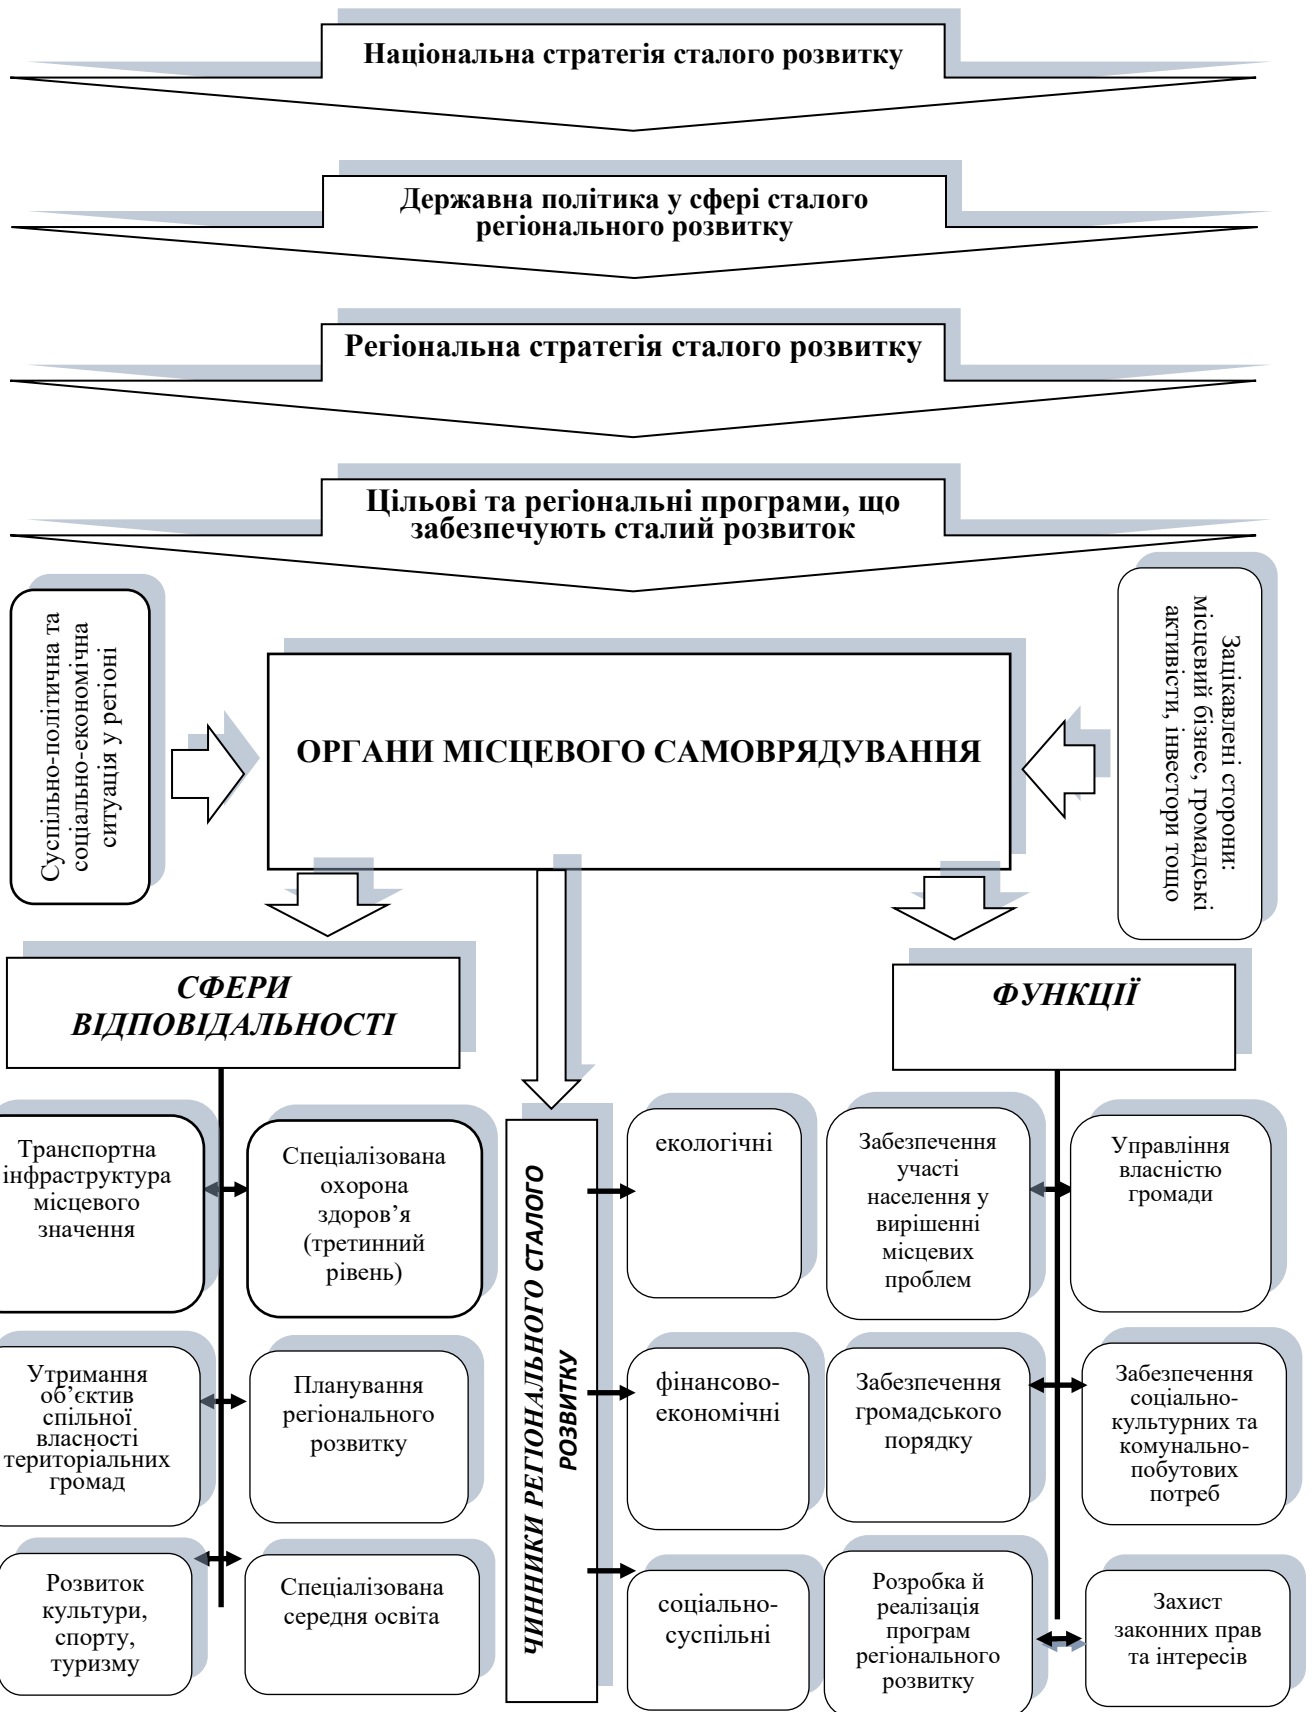 Національна стратегія сталого розвитку
Державна політика у сфері сталого
регіонального розвитку
Регіональна стратегія сталого розвитку
Цільові та регіональні програми, що
забезпечують сталий розвиток
Суспільно-політична та
соціально-економічна
ситуація у регіоні
ОРГАНИ МІСЦЕВОГО САМОВРЯДУВАННЯ
Зацікавлені сторони:
місцевий бізнес, громадські
активісти, інвестори тощо
СФЕРИ
ВІДПОВІДАЛЬНОСТІ
Транспортна
інфраструктура
місцевого
значення
Спеціалізована
охорона
здоров’я
(третинний
рівень)
Утримання
об’єктив
спільної
власності
територіальних
громад
Планування
регіонального
розвитку
Розвиток
культури,
спорту,
туризму
Спеціалізована
середня освіта
ЧИННИКИ РЕГІОНАЛЬНОГО СТАЛОГО
РОЗВИТКУ
екологічні
фінансово-
економічні
соціально-
суспільні
ФУНКЦІЇ
Забезпечення
участі
населення у
вирішенні
місцевих
проблем
Управління
власністю
громади
Забезпечення
громадського
порядку
Забезпечення
соціально-
культурних та
комунально-
побутових
потреб
Розробка й
реалізація
програм
регіонального
розвитку
Захист
законних прав
та інтересів